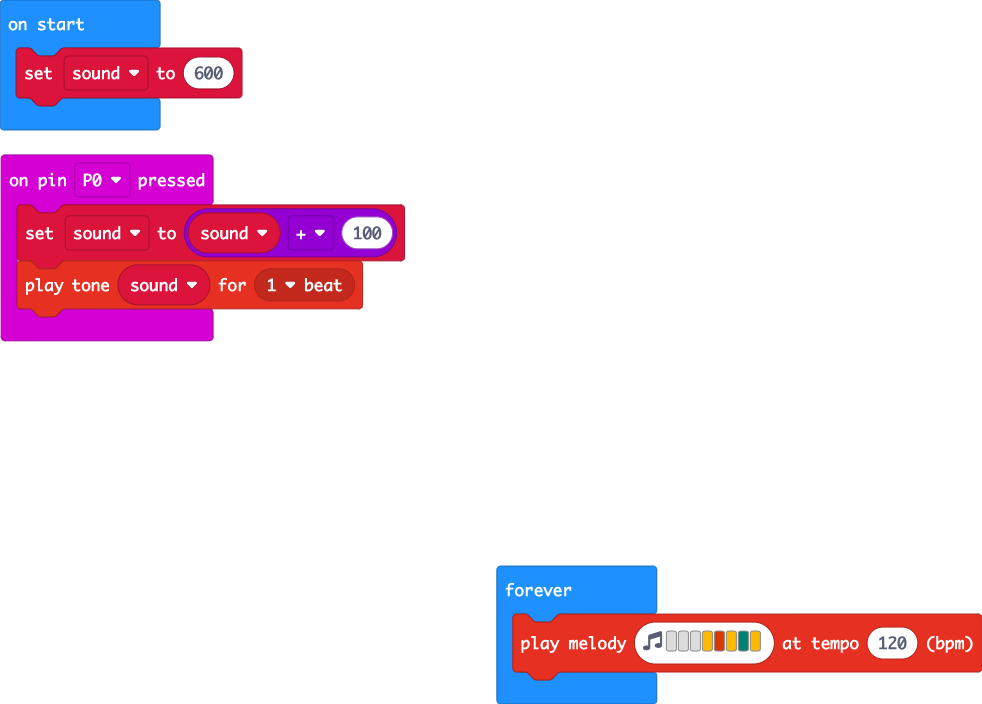 on start
set sound to 600
on pin P0 pressed
set sound to sound + 100
play tone sound for 1 beat
forever
play melody at tempo 120 (bpm)